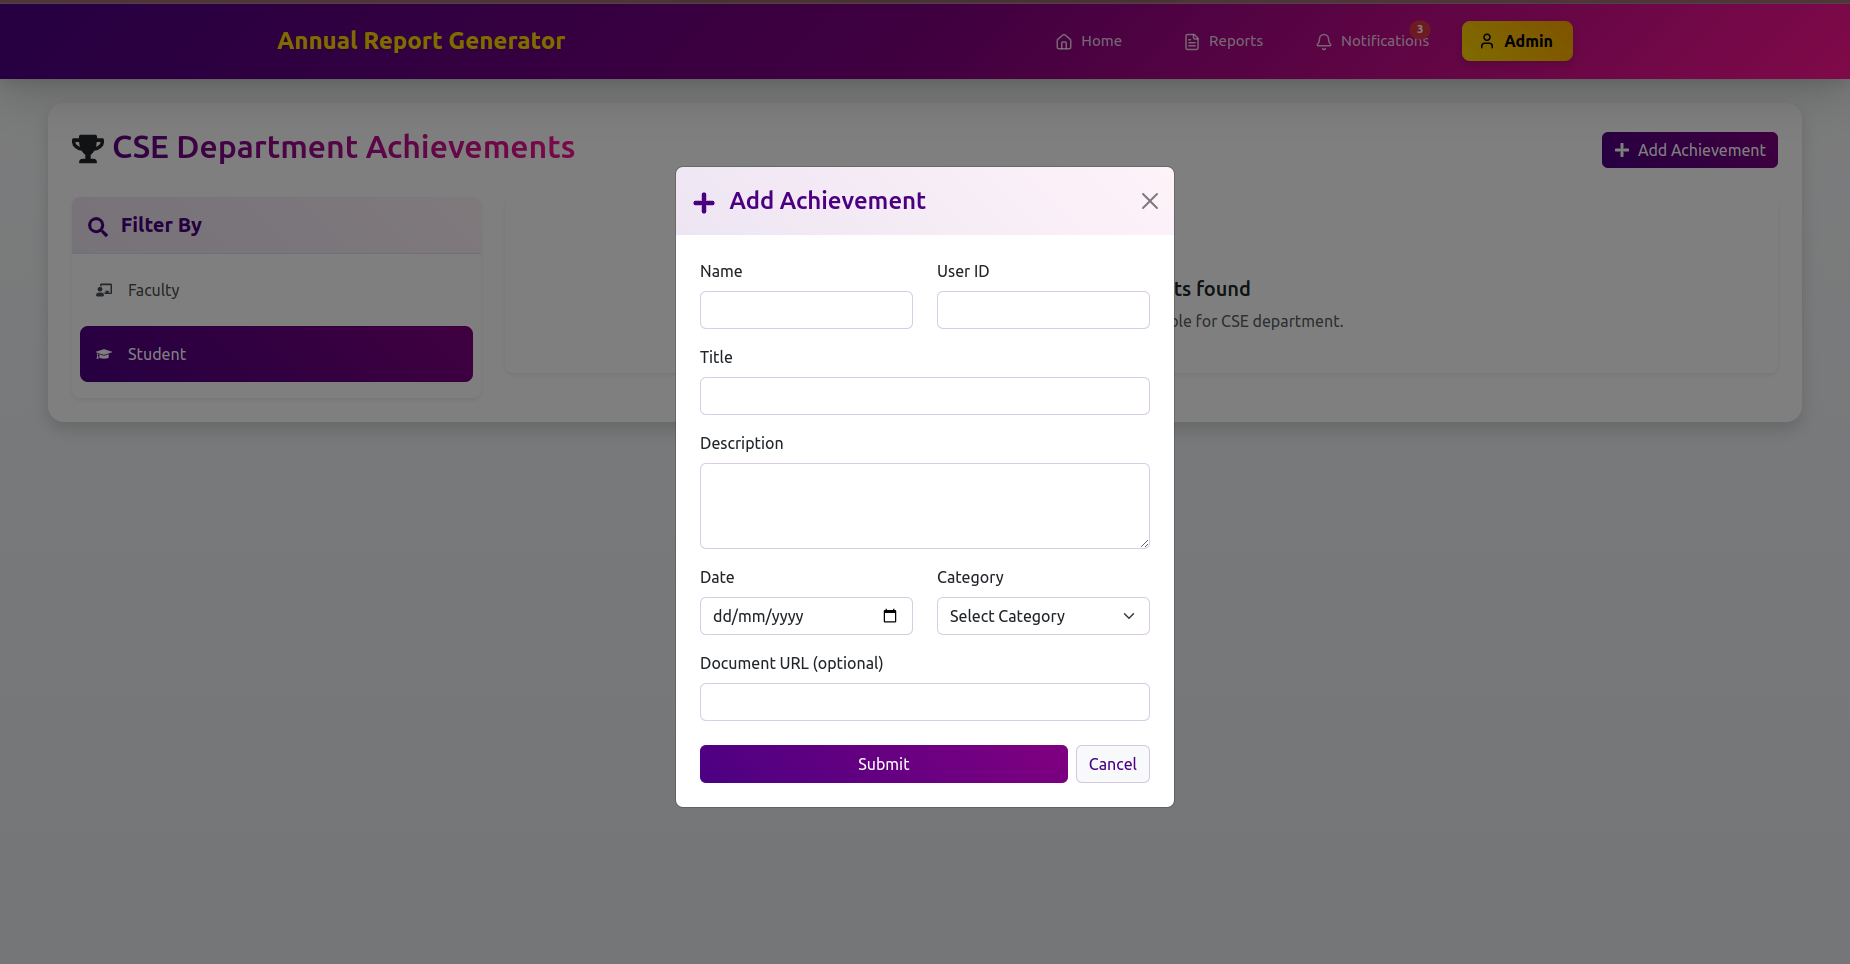 Annual Report Generator
Home
Reports
Notifications
3
Admin
CSE Department Achievements
Add Achievement
Filter By
Faculty
Student
ts found
le for CSE department.
Add Achievement
Name
User ID
Title
Description
Date
Category
dd/mm/yyyy
Select Category
Document URL (optional)
Submit
Cancel